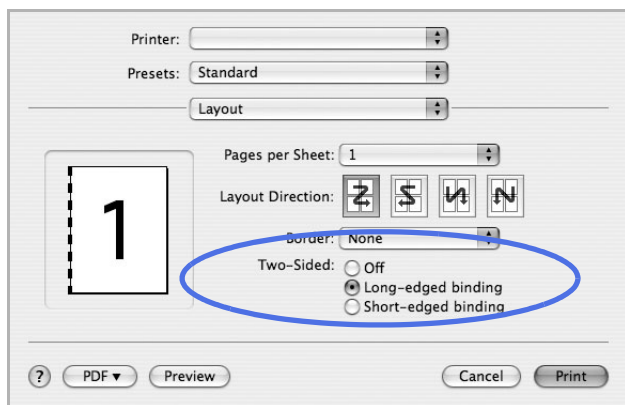 Printer:
Presets: Standard
Layout
Pages per Sheet: 1
Layout Direction:
1
Border: None
Two-Sided: Off
Long-edged binding
Short-edged binding
? PDF▼ Preview Cancel Print